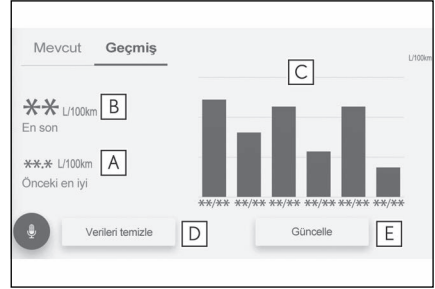 Mevcut Geçmiş
L/100km
C
**
L/100km
B
En son
**.* L/100km
A
Önceki en iyi
**/** **/** **/** **/** **/** **/**
Verileri temizle
D
Güncelle
E